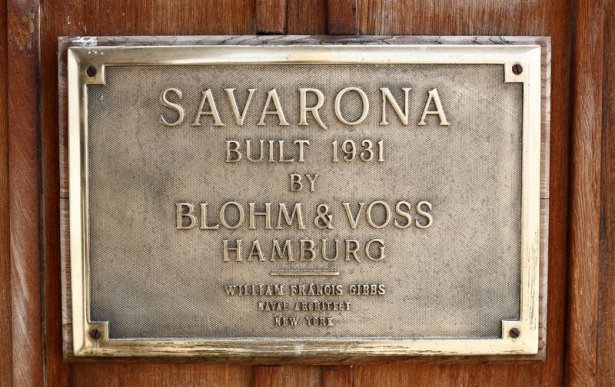 SAVARONA
BUILT 1931
BY
BLOHM & VOSS
HAMBURG
WILLIAM FRANCIS GIBBS
NAVAL ARCHITECT
NEW YORK